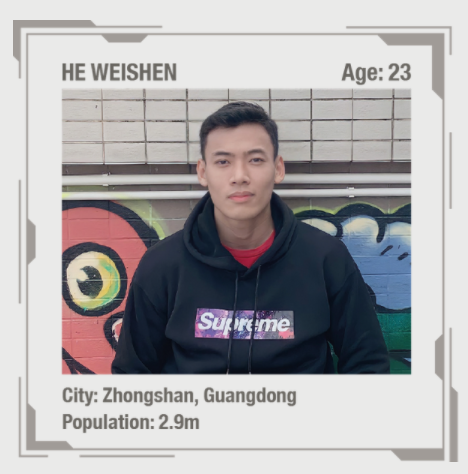 HE WEISHEN Age: 23
Supreme
City: Zhongshan, Guangdong
Population: 2.9m